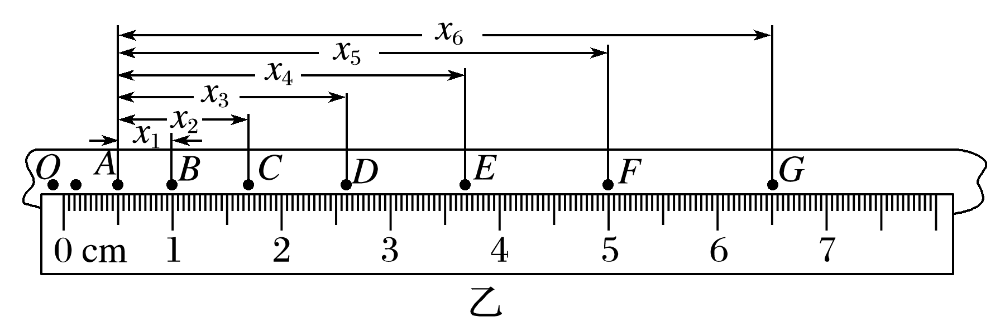 x₆
x₅
x₄
x₃
x₂
x₁
O A B C D E F G
0 cm 1 2 3 4 5 6 7
乙